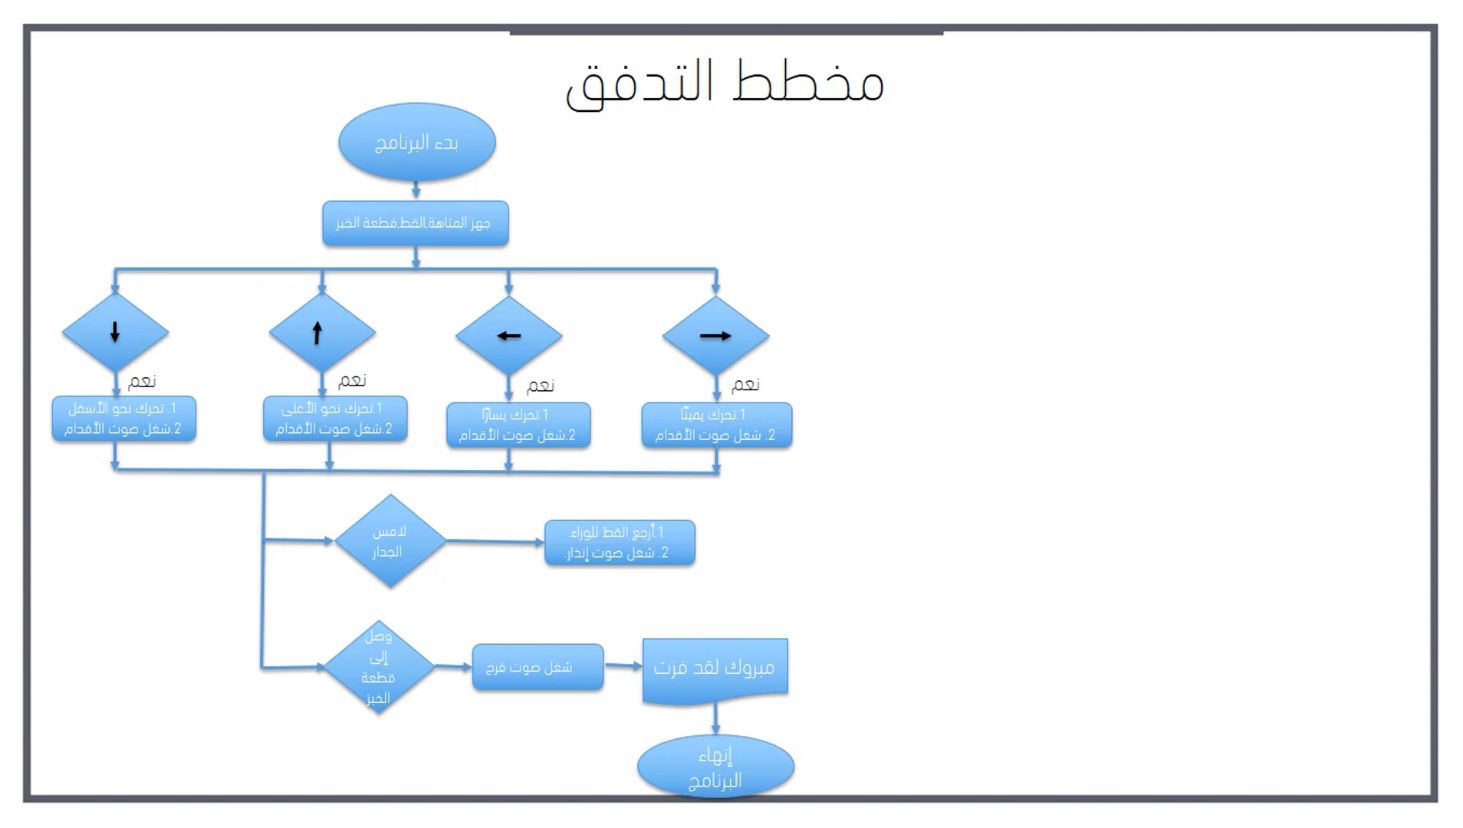 مخطط التدفق
بدء البرنامج
جهز المتاهة,القط,قطعة الخبز
نعم
نعم
نعم
نعم
1. تحرك نحو الأسفل
2.شغل صوت الأقدام
1.تحرك نحو الأعلى
2.شغل صوت الأقدام
1.تحرك يسارًا
2.شغل صوت الأقدام
1.تحرك يمينًا
2. شغل صوت الأقدام
لامس
الجدار
1.أرجع القط للوراء.
2. شغل صوت إنذار.
وصل
إلى
قطعة
الخبز
شغل صوت فرح
مبروك لقد فزت
إنهاء
البرنامج